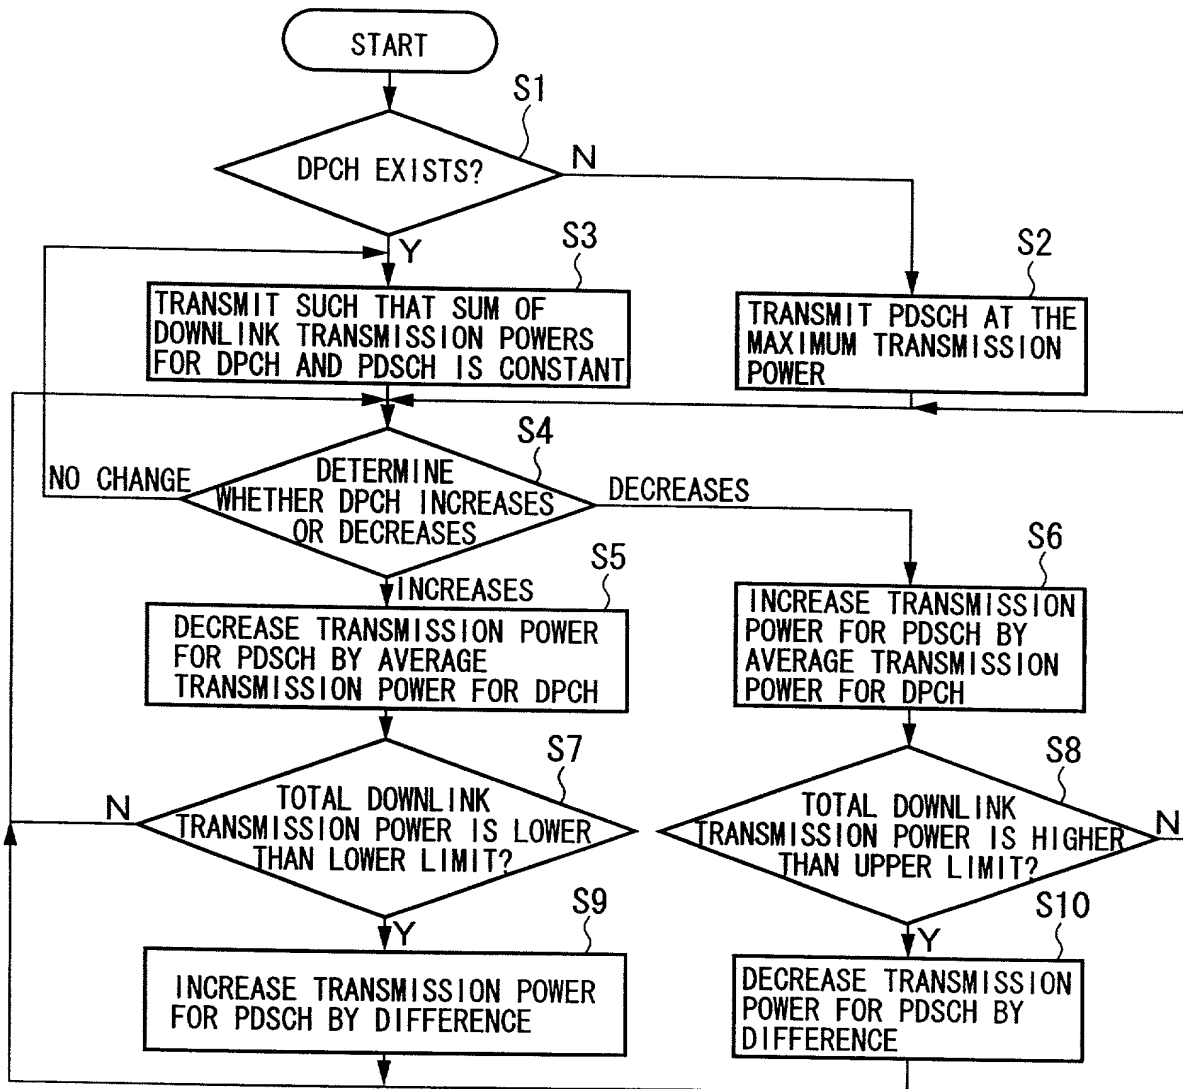 START
S1
DPCH EXISTS?
N
Y
S3
S2
TRANSMIT SUCH THAT SUM OF
DOWNLINK TRANSMISSION POWERS
FOR DPCH AND PDSCH IS CONSTANT
TRANSMIT PDSCH AT THE
MAXIMUM TRANSMISSION
POWER
S4
NO CHANGE
DETERMINE
WHETHER DPCH INCREASES
OR DECREASES
DECREASES
S5
S6
INCREASES
DECREASE TRANSMISSION POWER
FOR PDSCH BY AVERAGE
TRANSMISSION POWER FOR DPCH
INCREASE TRANSMISSION
POWER FOR PDSCH BY
AVERAGE TRANSMISSION
POWER FOR DPCH
S7
S8
N
TOTAL DOWNLINK
TRANSMISSION POWER IS LOWER
THAN LOWER LIMIT?
TOTAL DOWNLINK
TRANSMISSION POWER IS HIGHER
THAN UPPER LIMIT?
N
S9
S10
Y
Y
INCREASE TRANSMISSION POWER
FOR PDSCH BY DIFFERENCE
DECREASE TRANSMISSION
POWER FOR PDSCH BY
DIFFERENCE